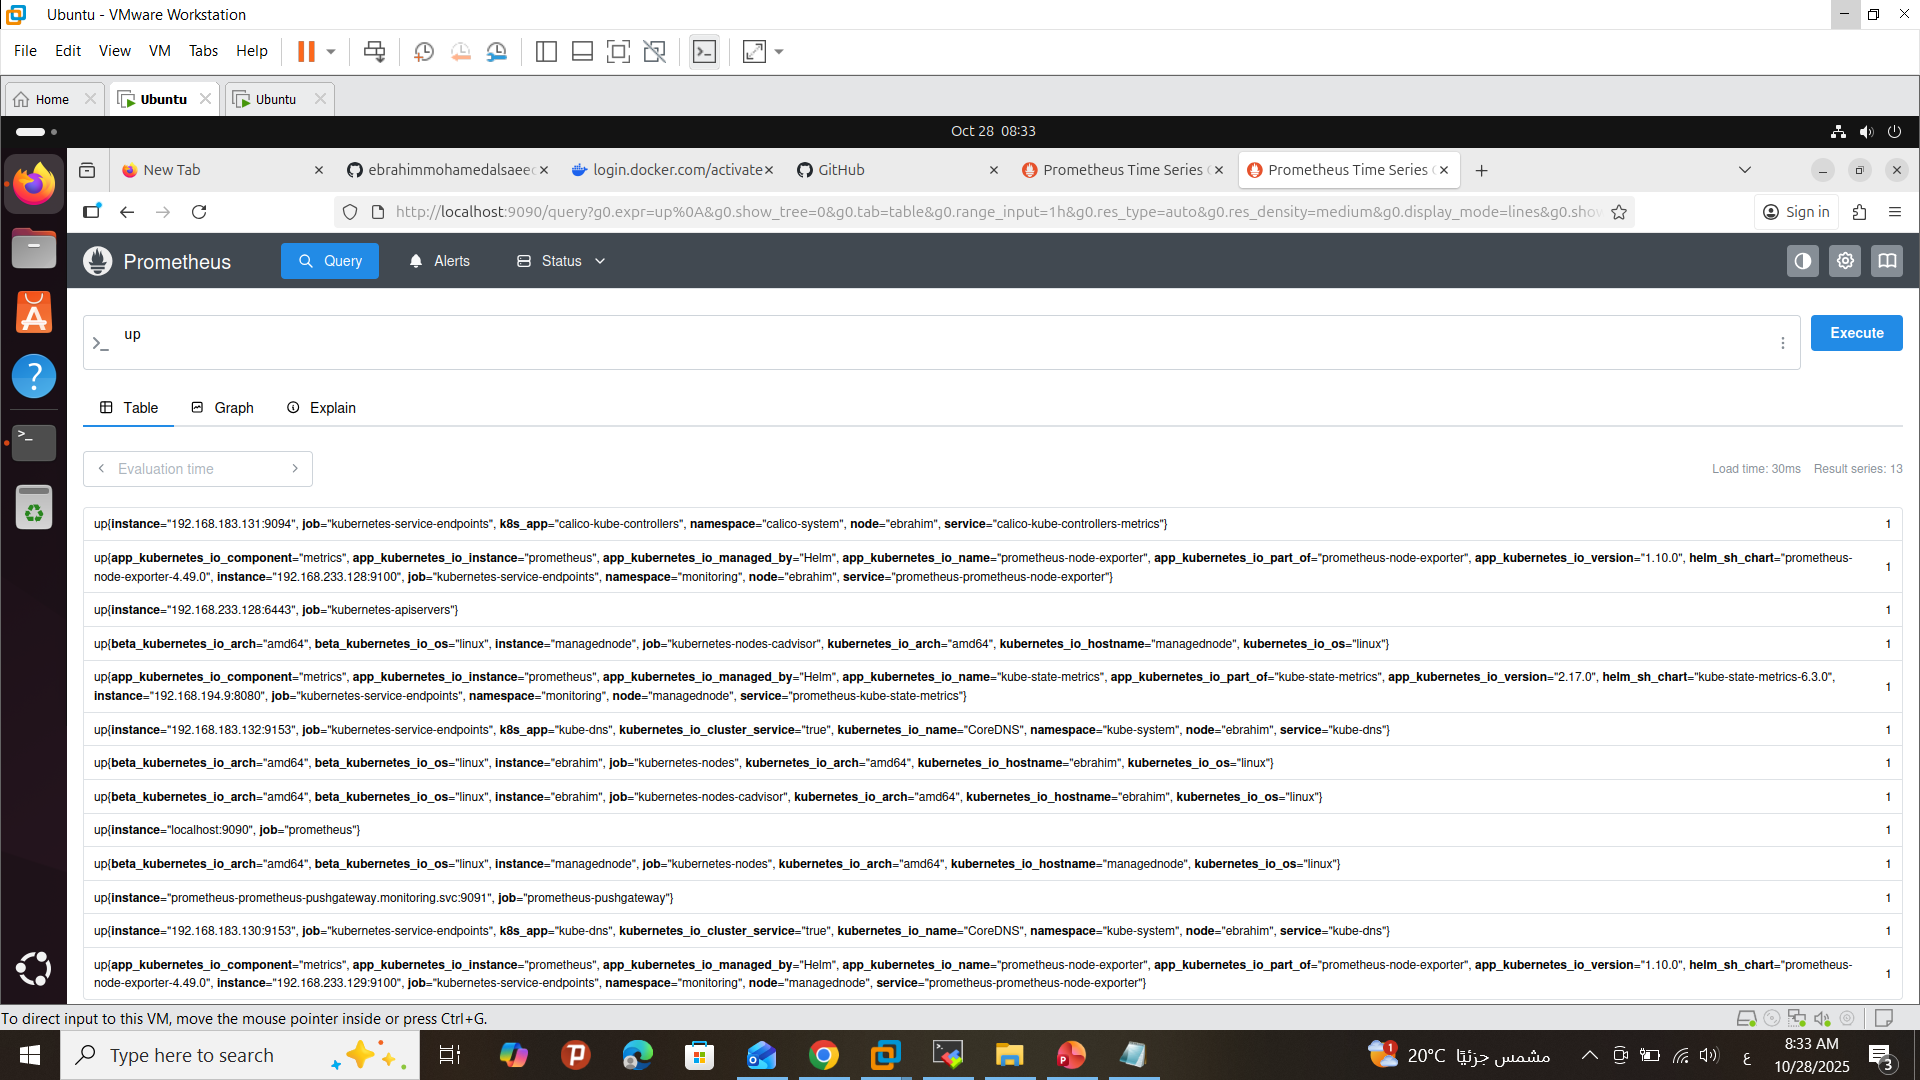 Ubuntu - VMware Workstation
File Edit View VM Tabs Help
Home Ubuntu Ubuntu
Oct 28 08:33
New Tab ebrahimmohamedalsaeed login.docker.com/activate GitHub Prometheus Time Series Prometheus Time Series
http://localhost:9090/query?g0.expr=up%0A&g0.show_tree=0&g0.tab=table&g0.range_input=1h&g0.res_type=auto&g0.res_density=medium&g0.display_mode=lines&g0.show Sign in
Prometheus Query Alerts Status
up
Execute
Table Graph Explain
Evaluation time Load time: 30ms Result series: 13
up{instance="192.168.183.131:9094", job="kubernetes-service-endpoints", k8s_app="calico-kube-controllers", namespace="calico-system", node="ebrahim", service="calico-kube-controllers-metrics"} 1
up{app_kubernetes_io_component="metrics", app_kubernetes_io_instance="prometheus", app_kubernetes_io_managed_by="Helm", app_kubernetes_io_name="prometheus-node-exporter", app_kubernetes_io_part_of="prometheus-node-exporter", app_kubernetes_io_version="1.10.0", helm_sh_chart="prometheus-
node-exporter-4.49.0", instance="192.168.233.128:9100", job="kubernetes-service-endpoints", namespace="monitoring", node="ebrahim", service="prometheus-prometheus-node-exporter"} 1
up{instance="192.168.233.128:6443", job="kubernetes-apiservers"} 1
up{beta_kubernetes_io_arch="amd64", beta_kubernetes_io_os="linux", instance="managednode", job="kubernetes-nodes-cadvisor", kubernetes_io_arch="amd64", kubernetes_io_hostname="managednode", kubernetes_io_os="linux"} 1
up{app_kubernetes_io_component="metrics", app_kubernetes_io_instance="prometheus", app_kubernetes_io_managed_by="Helm", app_kubernetes_io_name="kube-state-metrics", app_kubernetes_io_part_of="kube-state-metrics", app_kubernetes_io_version="2.17.0", helm_sh_chart="kube-state-metrics-6.3.0",
instance="192.168.194.9:8080", job="kubernetes-service-endpoints", namespace="monitoring", node="managednode", service="prometheus-kube-state-metrics"} 1
up{instance="192.168.183.132:9153", job="kubernetes-service-endpoints", k8s_app="kube-dns", kubernetes_io_cluster_service="true", kubernetes_io_name="CoreDNS", namespace="kube-system", node="ebrahim", service="kube-dns"} 1
up{beta_kubernetes_io_arch="amd64", beta_kubernetes_io_os="linux", instance="ebrahim", job="kubernetes-nodes", kubernetes_io_arch="amd64", kubernetes_io_hostname="ebrahim", kubernetes_io_os="linux"} 1
up{beta_kubernetes_io_arch="amd64", beta_kubernetes_io_os="linux", instance="ebrahim", job="kubernetes-nodes-cadvisor", kubernetes_io_arch="amd64", kubernetes_io_hostname="ebrahim", kubernetes_io_os="linux"} 1
up{instance="localhost:9090", job="prometheus"} 1
up{beta_kubernetes_io_arch="amd64", beta_kubernetes_io_os="linux", instance="managednode", job="kubernetes-nodes", kubernetes_io_arch="amd64", kubernetes_io_hostname="managednode", kubernetes_io_os="linux"} 1
up{instance="prometheus-prometheus-pushgateway.monitoring.svc:9091", job="prometheus-pushgateway"} 1
up{instance="192.168.183.130:9153", job="kubernetes-service-endpoints", k8s_app="kube-dns", kubernetes_io_cluster_service="true", kubernetes_io_name="CoreDNS", namespace="kube-system", node="ebrahim", service="kube-dns"} 1
up{app_kubernetes_io_component="metrics", app_kubernetes_io_instance="prometheus", app_kubernetes_io_managed_by="Helm", app_kubernetes_io_name="prometheus-node-exporter", app_kubernetes_io_part_of="prometheus-node-exporter", app_kubernetes_io_version="1.10.0", helm_sh_chart="prometheus-
node-exporter-4.49.0", instance="192.168.233.129:9100", job="kubernetes-service-endpoints", namespace="monitoring", node="managednode", service="prometheus-prometheus-node-exporter"} 1
To direct input to this VM, move the mouse pointer inside or press Ctrl+G.
Type here to search 1 20°C مشمس جزئيًا ع 8:33 AM
10/28/2025 3